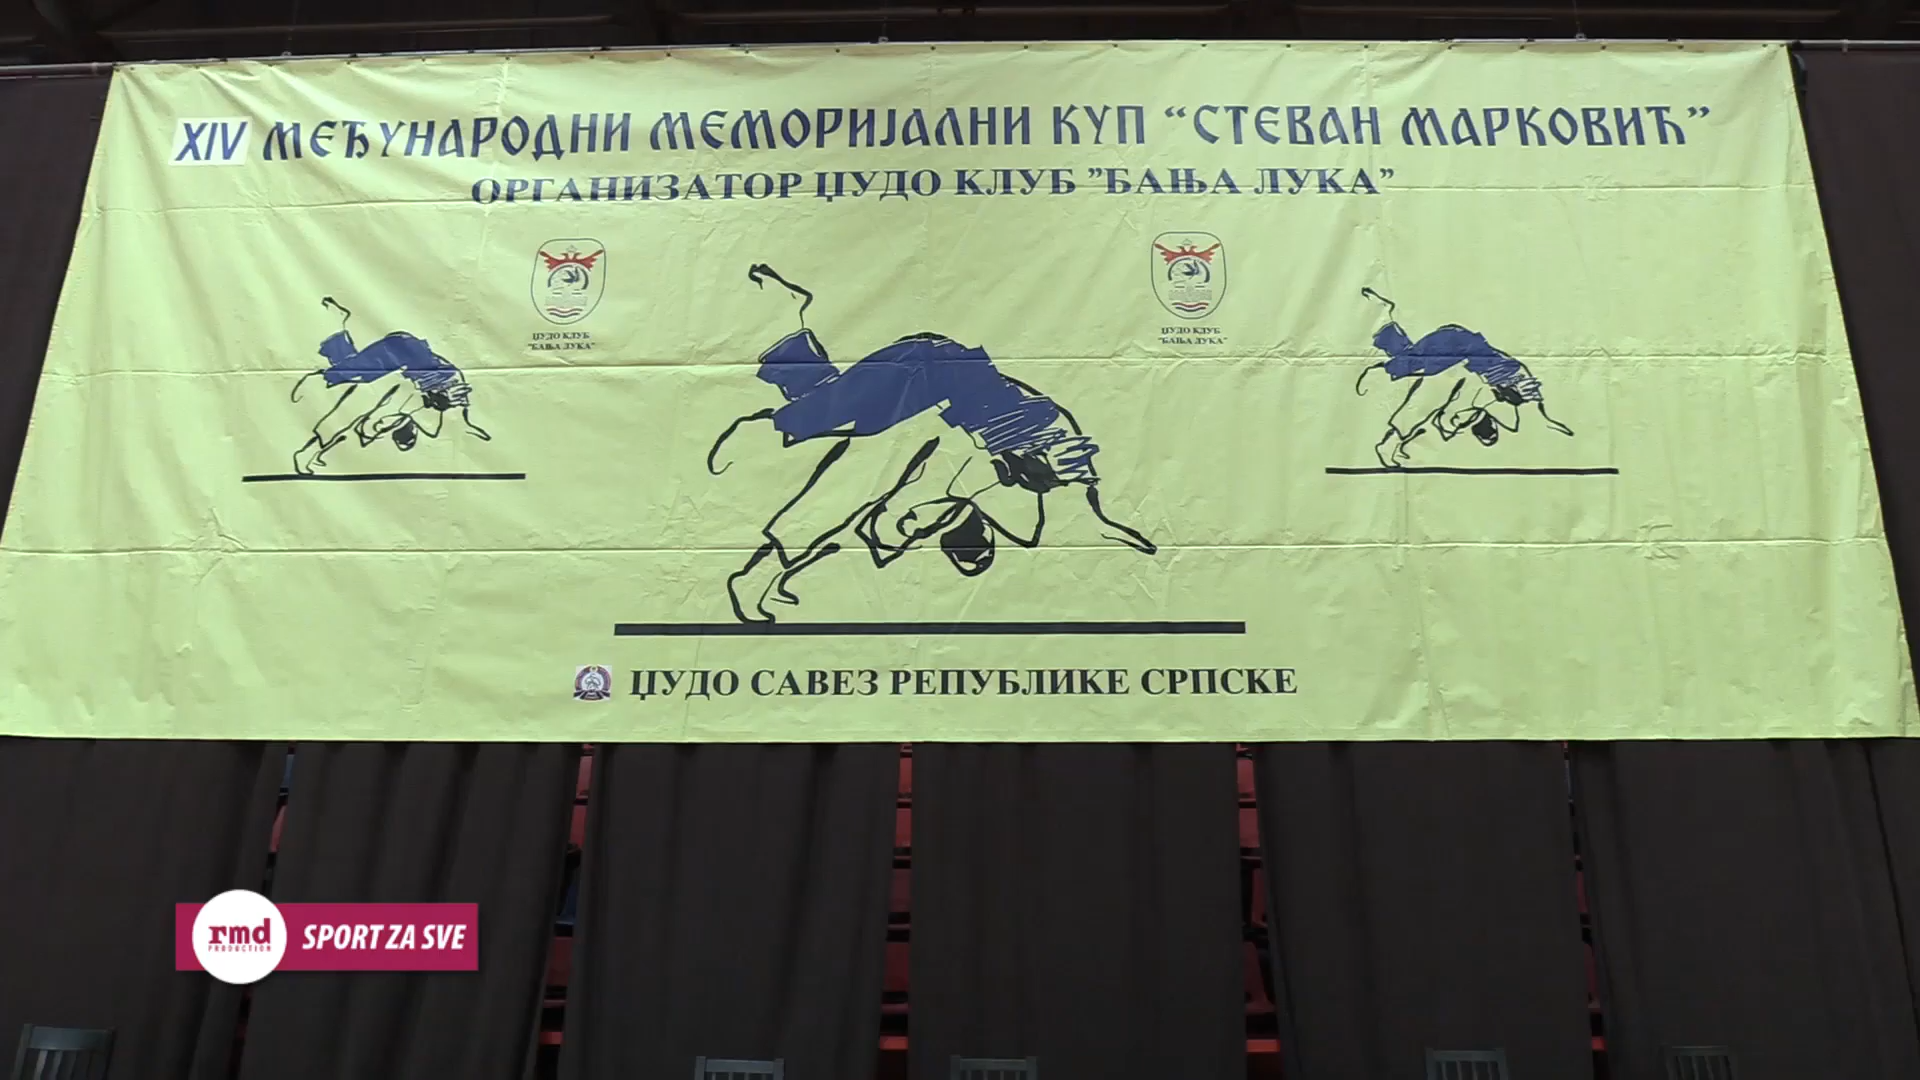 XIV МЕЂУНАРОДНИ МЕМОРИЈАЛНИ КУП “СТЕВАН МАРКОВИЋ”
ОРГАНИЗАТОР ЏУДО КЛУБ ”БАЊА ЛУКА”
ЏУДО КЛУБ
"БАЊА ЛУКА"
ЏУДО КЛУБ
"БАЊА ЛУКА"
ЏУДО САВЕЗ РЕПУБЛИКЕ СРПСКЕ
rmd
PRODUCTION
SPORT ZA SVE